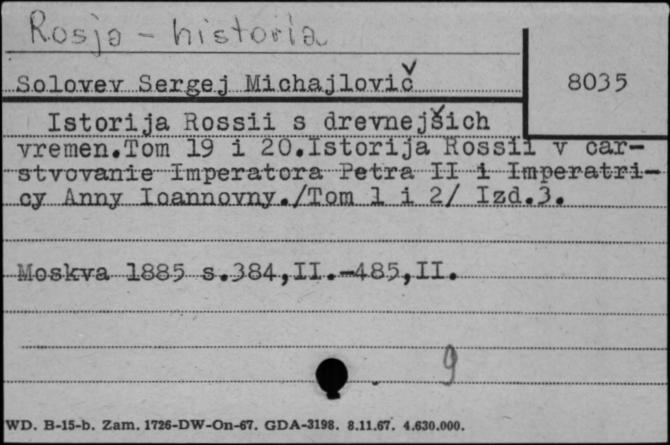 Rosja - historia
Solovev Sergej Michajlovič
8035
Istorija Rossii s drevnejšich
vremen.Tom 19 i 20.Istorija Rossii v car-
stvovanie Imperatora Petra II i Imperatri-
cy Anny Ioannovny./Tom 1 i 2/ Izd.3.
Moskva 1885 s.384,II.-485,II.
9
WD. B-15-b. Zam. 1726-DW-On-67. GDA-3198. 8.11.67. 4.630.000.